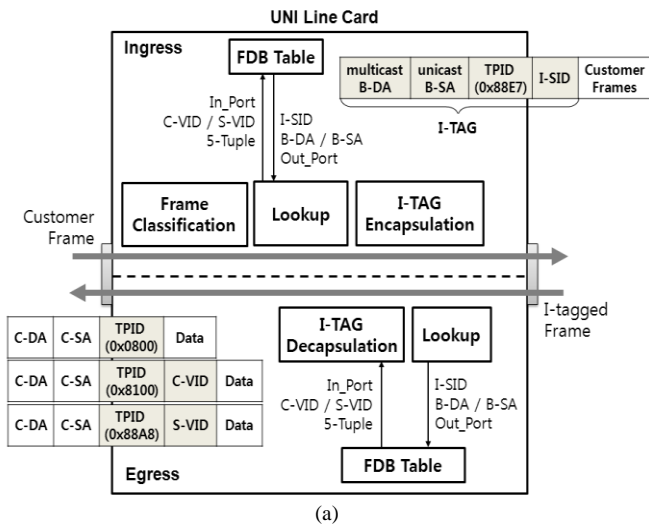 UNI Line Card
Ingress
FDB Table
multicast B-DA
unicast B-SA
TPID (0x88E7)
I-SID
Customer Frames
I-TAG
In_Port
C-VID / S-VID
5-Tuple
I-SID
B-DA / B-SA
Out_Port
Customer Frame
Frame Classification
Lookup
I-TAG Encapsulation
I-tagged Frame
C-DA C-SA TPID (0x0800) Data
C-DA C-SA TPID (0x8100) C-VID Data
C-DA C-SA TPID (0x88A8) S-VID Data
I-TAG Decapsulation
Lookup
In_Port
C-VID / S-VID
5-Tuple
I-SID
B-DA / B-SA
Out_Port
FDB Table
Egress
(a)